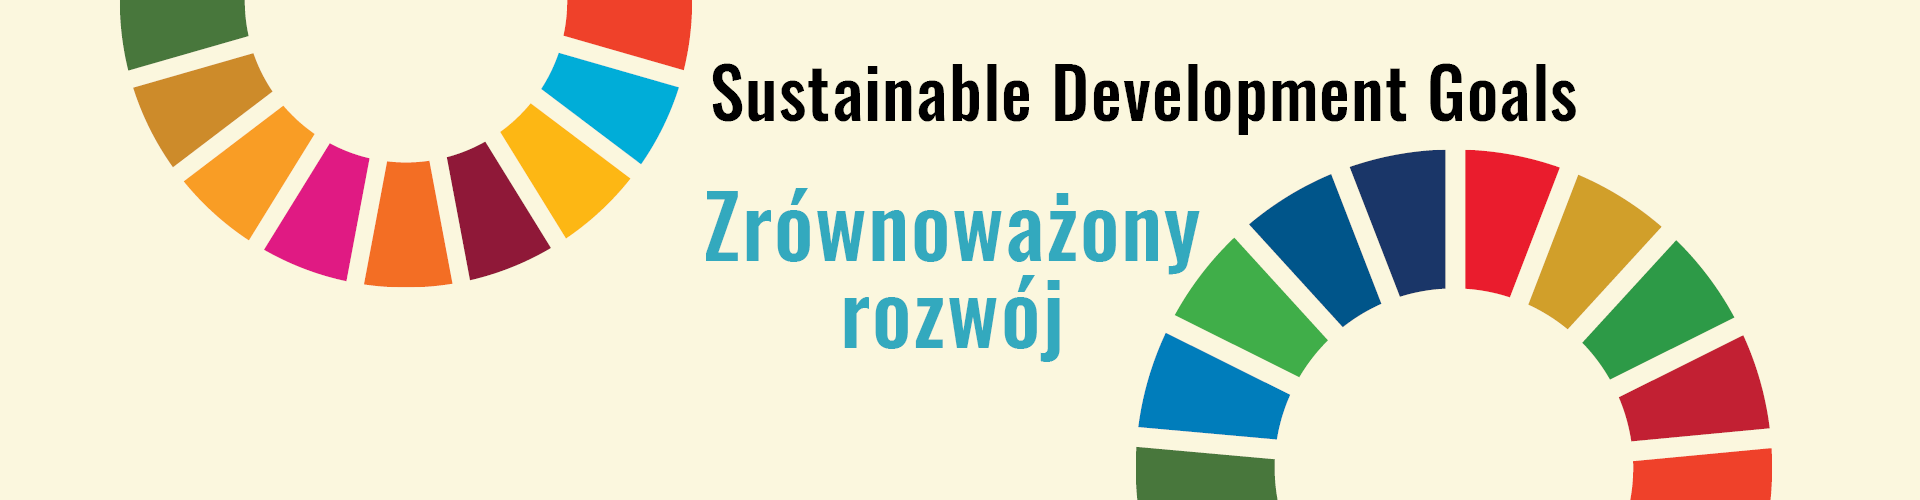 Sustainable Development Goals
Zrównoważony
rozwój